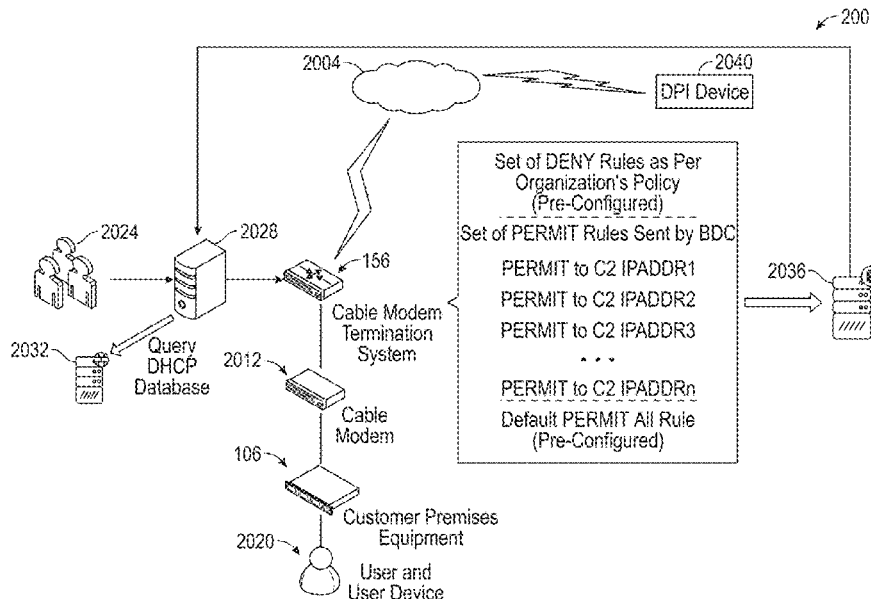 200
2004
2040
DPI Device
Set of DENY Rules as Per
Organization's Policy
(Pre-Configured)
2024
2028
Set of PERMIT Rules Sent by BDC
156
PERMIT to C2 IPADDR1
2036
PERMIT to C2 IPADDR2
Cable Modem
Termination
System
PERMIT to C2 IPADDR3
. . .
2032
Query
DHCP
Database
2012
PERMIT to C2 IPADDRn
Cable
Modem
Default PERMIT All Rule
(Pre-Configured)
106
Customer Premises
Equipment
2020
User and
User Device